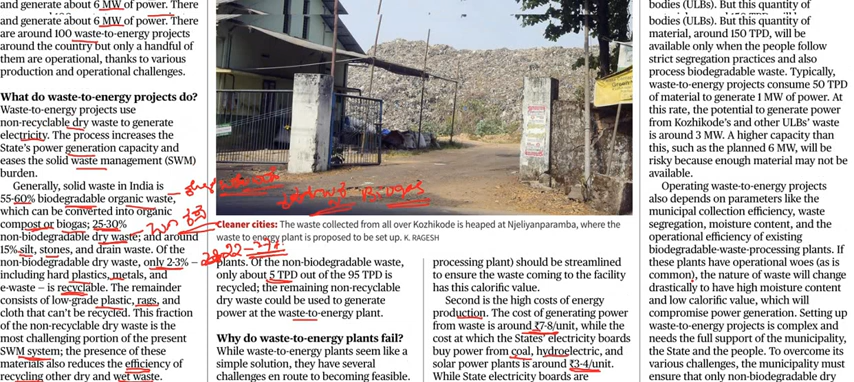 and generate about 6 MW of power. There
and generate about 6 MW of power. There
are around 100 waste-to-energy projects
around the country but only a handful of
them are operational, thanks to various
production and operational challenges.
What do waste-to-energy projects do?
Waste-to-energy projects use
non-recyclable dry waste to generate
electricity. The process increases the
State's power generation capacity and
eases the solid waste management (SWM)
burden.
Generally, solid waste in India is
55-60% biodegradable organic waste,
which can be converted into organic
compost or biogas; 25-30%
non-biodegradable dry waste; and around
15% silt, stones, and drain waste. Of the
non-biodegradable dry waste, only 2-3% –
including hard plastics, metals, and
e-waste – is recyclable. The remainder
consists of low-grade plastic, rags, and
cloth that can't be recycled. This fraction
of the non-recyclable dry waste is the
most challenging portion of the present
SWM system; the presence of these
materials also reduces the efficiency of
recycling other dry and wet waste.
Cleaner cities: The waste collected from all over Kozhikode is heaped at Njeliyanparamba, where the
waste to energy plant is proposed to be set up. K. RAGESH
plants. Of the non-biodegradable waste,
only about 5 TPD out of the 95 TPD is
recycled; the remaining non-recyclable
dry waste could be used to generate
power at the waste-to-energy plant.
Why do waste-to-energy plants fail?
While waste-to-energy plants seem like a
simple solution, they have several
challenges en route to becoming feasible.
processing plant) should be streamlined
to ensure the waste coming to the facility
has this calorific value.
Second is the high costs of energy
production. The cost of generating power
from waste is around ₹7-8/unit, while the
cost at which the States' electricity boards
buy power from coal, hydroelectric, and
solar power plants is around ₹3-4/unit.
While State electricity boards are
bodies (ULBs). But this quantity of
bodies (ULBs). But this quantity of
material, around 150 TPD, will be
available only when the people follow
strict segregation practices and also
process biodegradable waste. Typically,
waste-to-energy projects consume 50 TPD
of material to generate 1 MW of power. At
this rate, the potential to generate power
from Kozhikode's and other ULBs' waste
is around 3 MW. A higher capacity than
this, such as the planned 6 MW, will be
risky because enough material may not be
available.
Operating waste-to-energy projects
also depends on parameters like the
municipal collection efficiency, waste
segregation, moisture content, and the
operational efficiency of existing
biodegradable-waste-processing plants. If
these plants have operational woes (as is
common), the nature of waste will change
drastically to have high moisture content
and low calorific value, which will
compromise power generation. Setting up
waste-to-energy projects is complex and
needs the full support of the municipality,
the State and the people. To overcome its
various challenges, the municipality must
ensure that only non-biodegradable dry